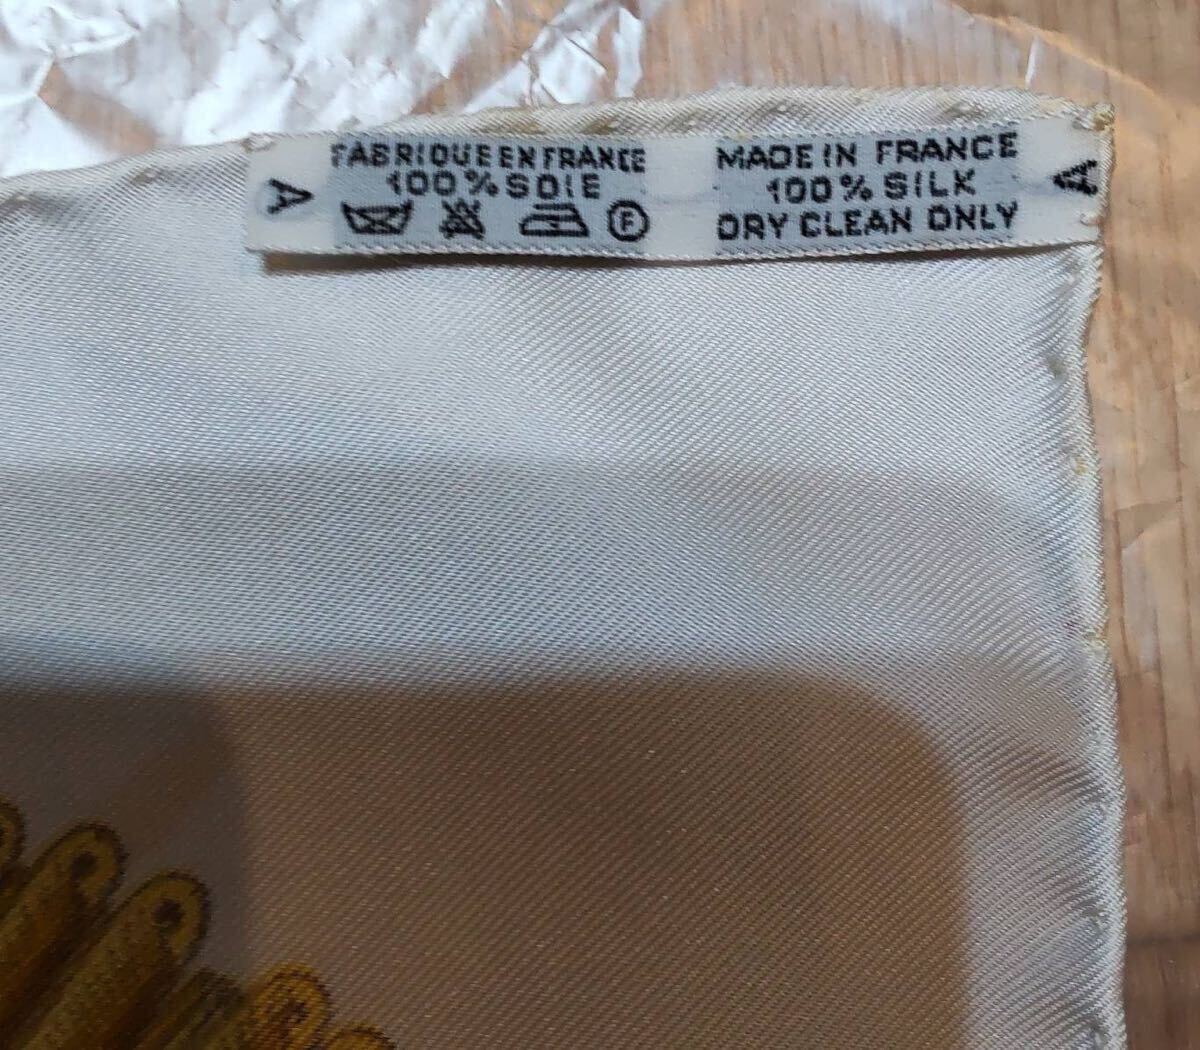 FABRIQUE EN FRANCE
100% SOIE
F
A
MADE IN FRANCE
100% SILK
DRY CLEAN ONLY
A